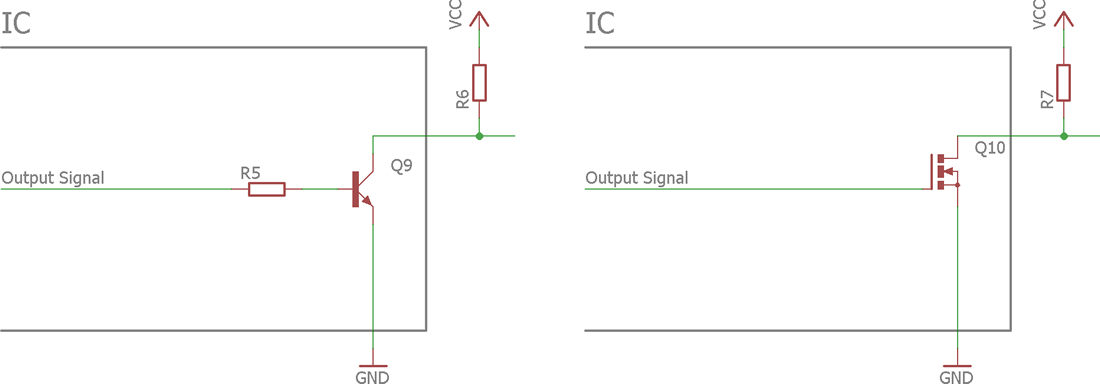 IC
VCC
R6
Q9
R5
Output Signal
GND
IC
VCC
R7
Q10
Output Signal
GND